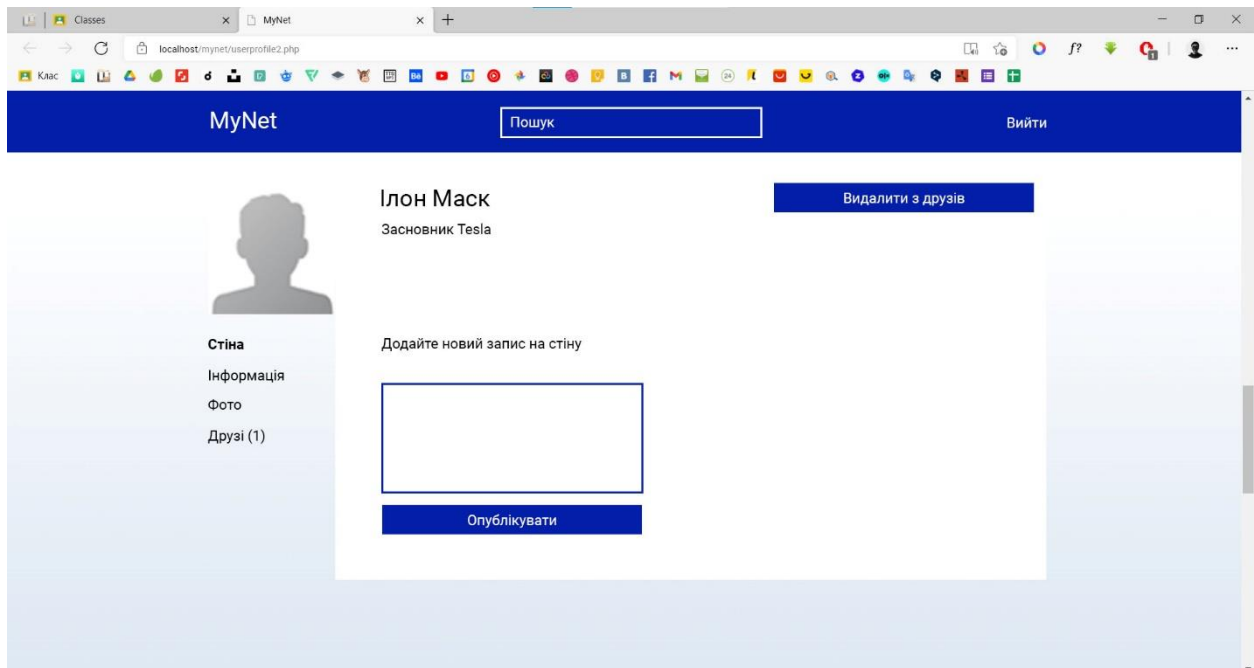 Classes
MyNet
localhost/mynet/userprofile2.php
Клас
MyNet
Пошук
Вийти
Ілон Маск
Видалити з друзів
Засновник Tesla
Стіна
Додайте новий запис на стіну
Інформація
Фото
Друзі (1)
Опублікувати